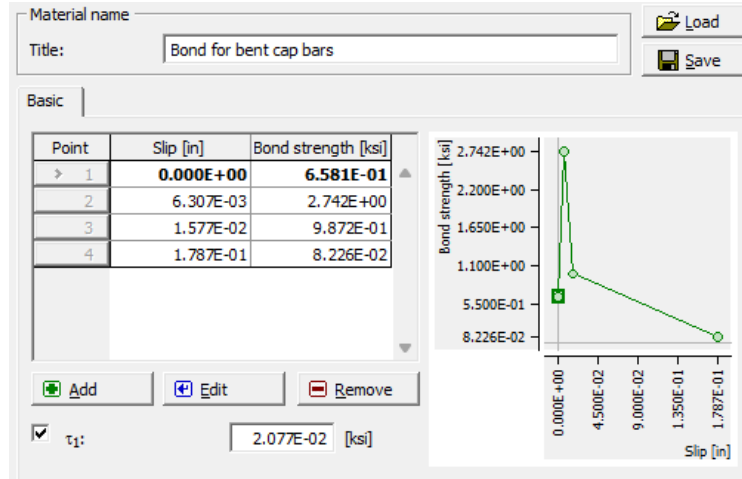 Material name
Title: Bond for bent cap bars
Load
Save
Basic
Point Slip [in] Bond strength [ksi]
1 0.000E+00 6.581E-01
2 6.307E-03 2.742E+00
3 1.577E-02 9.872E-01
4 1.787E-01 8.226E-02
Add Edit Remove
τ1: 2.077E-02 [ksi]
Bond strength [ksi]
2.742E+00
2.200E+00
1.650E+00
1.100E+00
5.500E-01
8.226E-02
0.000E+00 4.500E-02 9.000E-02 1.350E-01 1.787E-01
Slip [in]